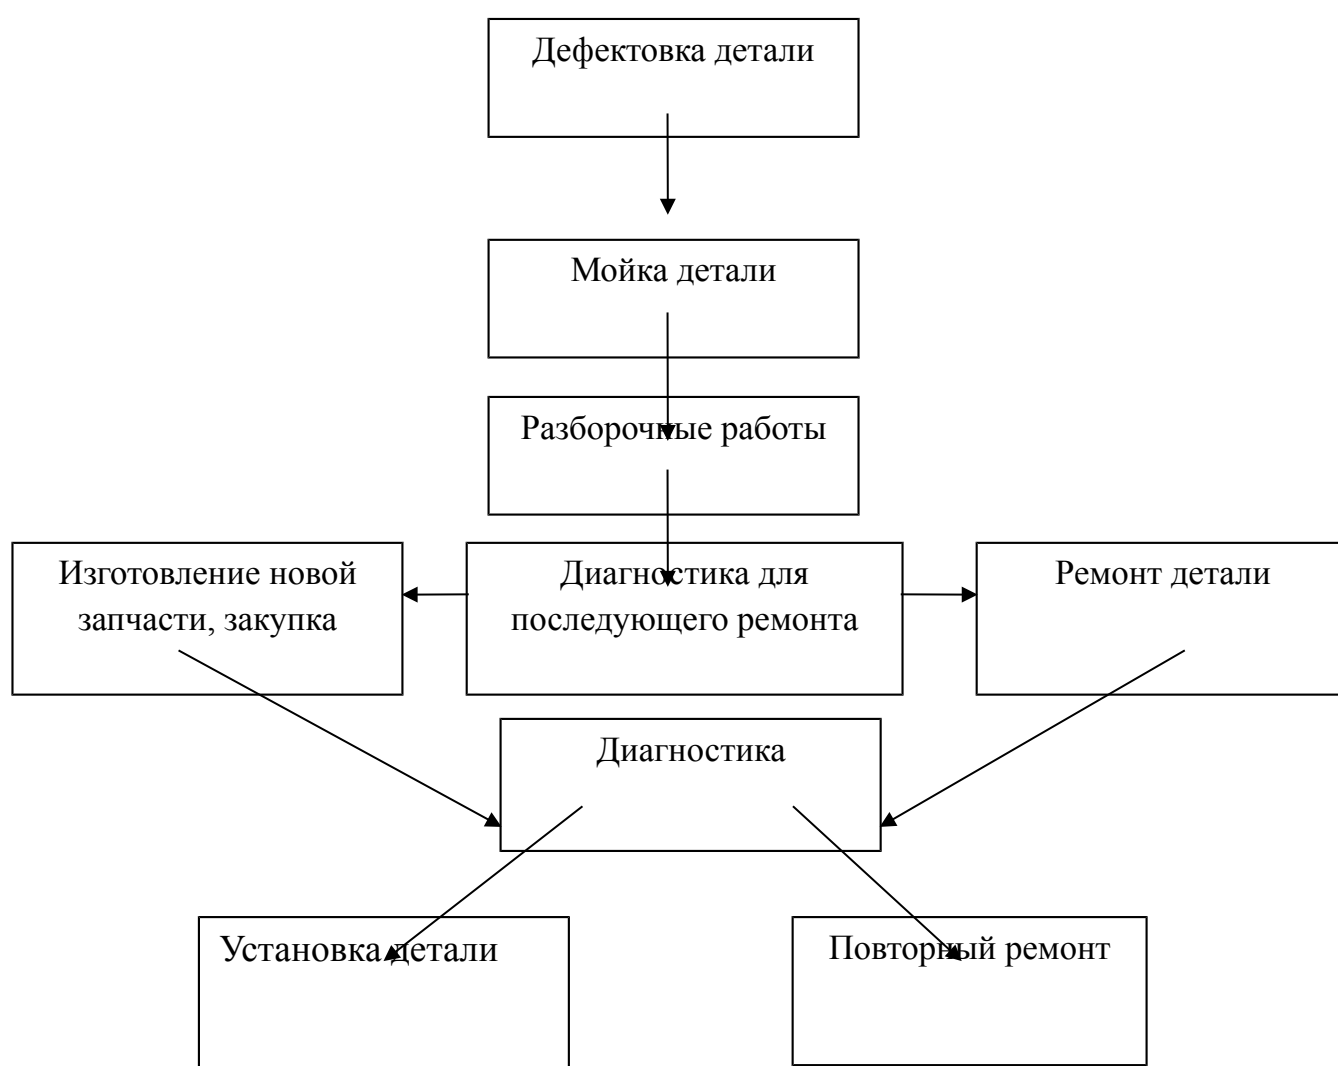 Дефектовка детали
Мойка детали
Разборочные работы
Изготовление новой
запчасти, закупка
Диагностика для
последующего ремонта
Ремонт детали
Диагностика
Установка детали
Повторный ремонт